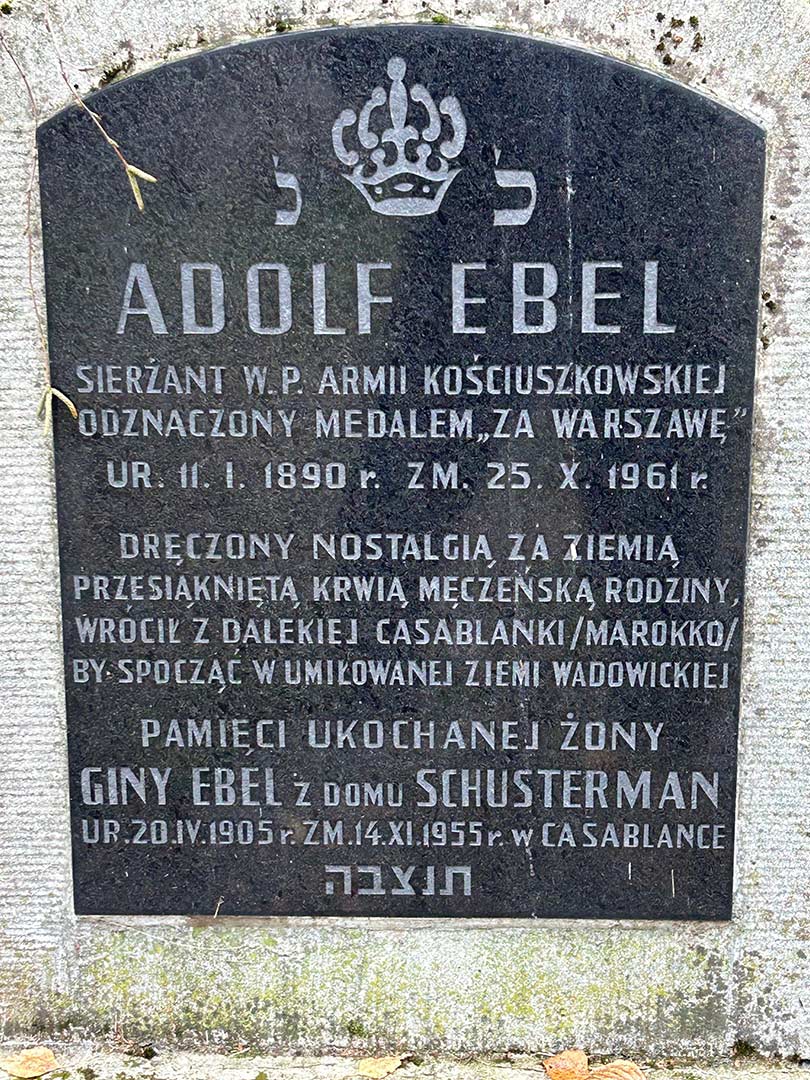 כ׳ כ׳
ADOLF EBEL
SIERŻANT W.P. ARMII KOŚCIUSZKOWSKIEJ
ODZNACZONY MEDALEM „ZA WARSZAWĘ”
UR. 11. I. 1890 r. ZM. 25. X. 1961 r.
DRĘCZONY NOSTALGIĄ ZA ZIEMIĄ
PRZESIĄKNIĘTĄ KRWIĄ MĘCZEŃSKĄ RODZINY,
WRÓCIŁ Z DALEKIEJ CASABLANKI/MAROKKO/
BY SPOCZĄĆ W UMIŁOWANEJ ZIEMI WADOWICKIEJ
PAMIĘCI UKOCHANEJ ŻONY
GINY EBEL Z DOMU SCHUSTERMAN
UR. 20.IV.1905 r. ZM. 14.XI.1955 r. w CASABLANCE
תנצבה